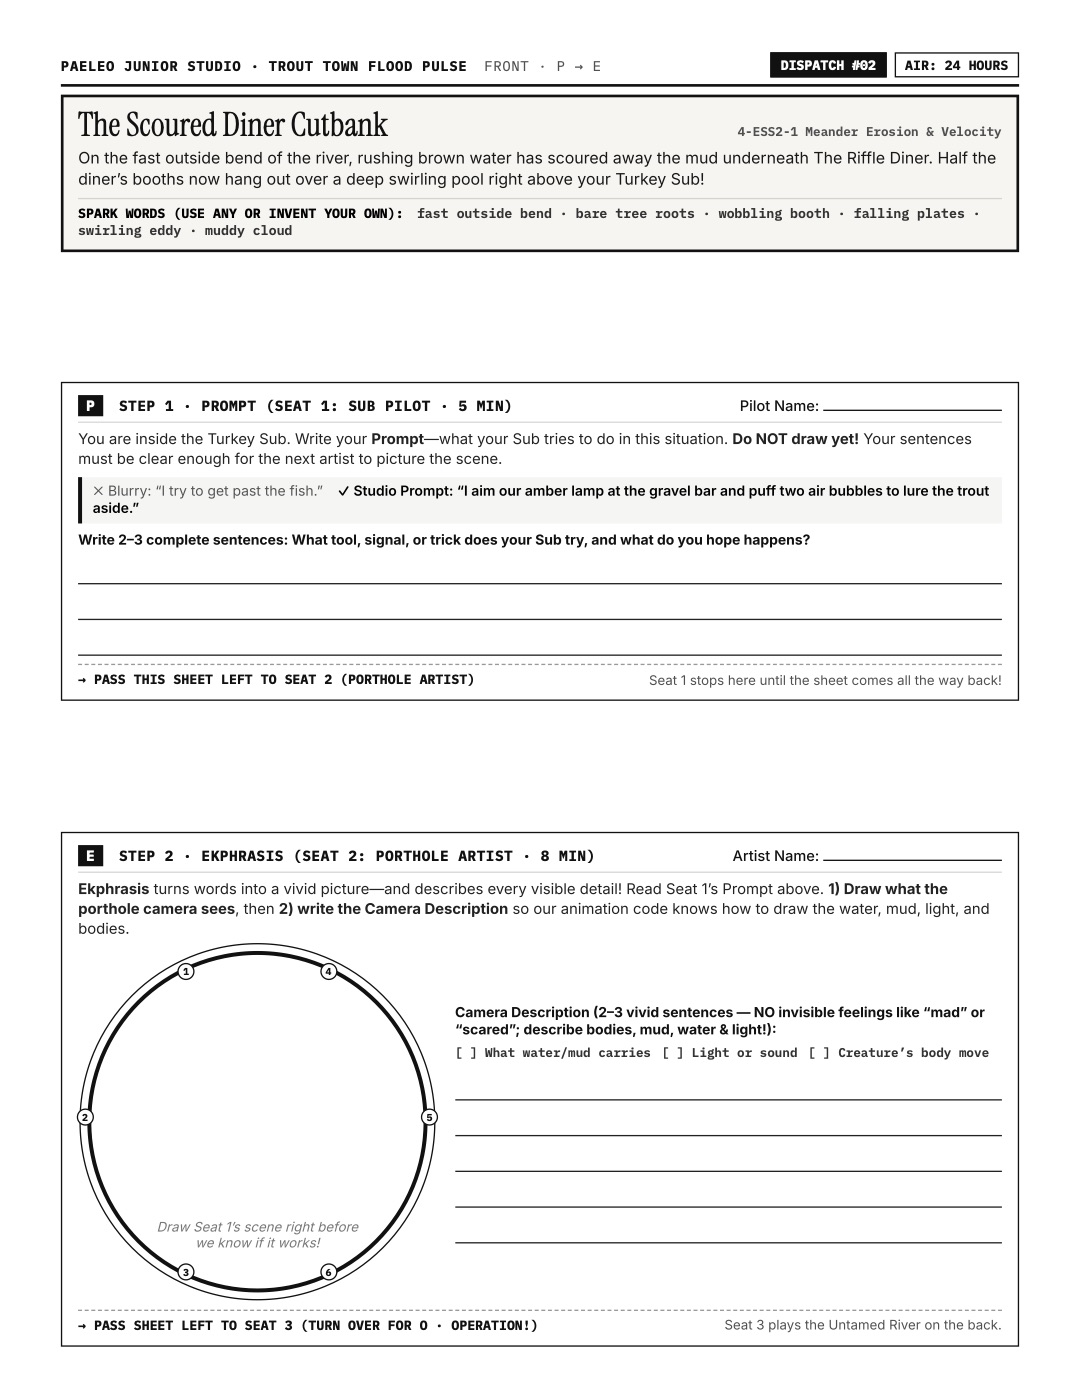 PAELEO JUNIOR STUDIO · TROUT TOWN FLOOD PULSE FRONT · P → E DISPATCH #02 AIR: 24 HOURS
The Scoured Diner Cutbank 4-ESS2-1 Meander Erosion & Velocity
On the fast outside bend of the river, rushing brown water has scoured away the mud underneath The Riffle Diner. Half the
diner’s booths now hang out over a deep swirling pool right above your Turkey Sub!
SPARK WORDS (USE ANY OR INVENT YOUR OWN): fast outside bend · bare tree roots · wobbling booth · falling plates ·
swirling eddy · muddy cloud
P STEP 1 · PROMPT (SEAT 1: SUB PILOT · 5 MIN) Pilot Name:
You are inside the Turkey Sub. Write your Prompt—what your Sub tries to do in this situation. Do NOT draw yet! Your sentences
must be clear enough for the next artist to picture the scene.
✕ Blurry: “I try to get past the fish.” ✓ Studio Prompt: “I aim our amber lamp at the gravel bar and puff two air bubbles to lure the trout
aside.”
Write 2–3 complete sentences: What tool, signal, or trick does your Sub try, and what do you hope happens?
→ PASS THIS SHEET LEFT TO SEAT 2 (PORTHOLE ARTIST) Seat 1 stops here until the sheet comes all the way back!
E STEP 2 · EKPHRASIS (SEAT 2: PORTHOLE ARTIST · 8 MIN) Artist Name:
Ekphrasis turns words into a vivid picture—and describes every visible detail! Read Seat 1’s Prompt above. 1) Draw what the
porthole camera sees, then 2) write the Camera Description so our animation code knows how to draw the water, mud, light, and
bodies.
1 4
2 5
3 6
Draw Seat 1’s scene right before
we know if it works!
Camera Description (2–3 vivid sentences — NO invisible feelings like “mad” or
“scared”; describe bodies, mud, water & light!):
[ ] What water/mud carries [ ] Light or sound [ ] Creature’s body move
→ PASS SHEET LEFT TO SEAT 3 (TURN OVER FOR O · OPERATION!) Seat 3 plays the Untamed River on the back.